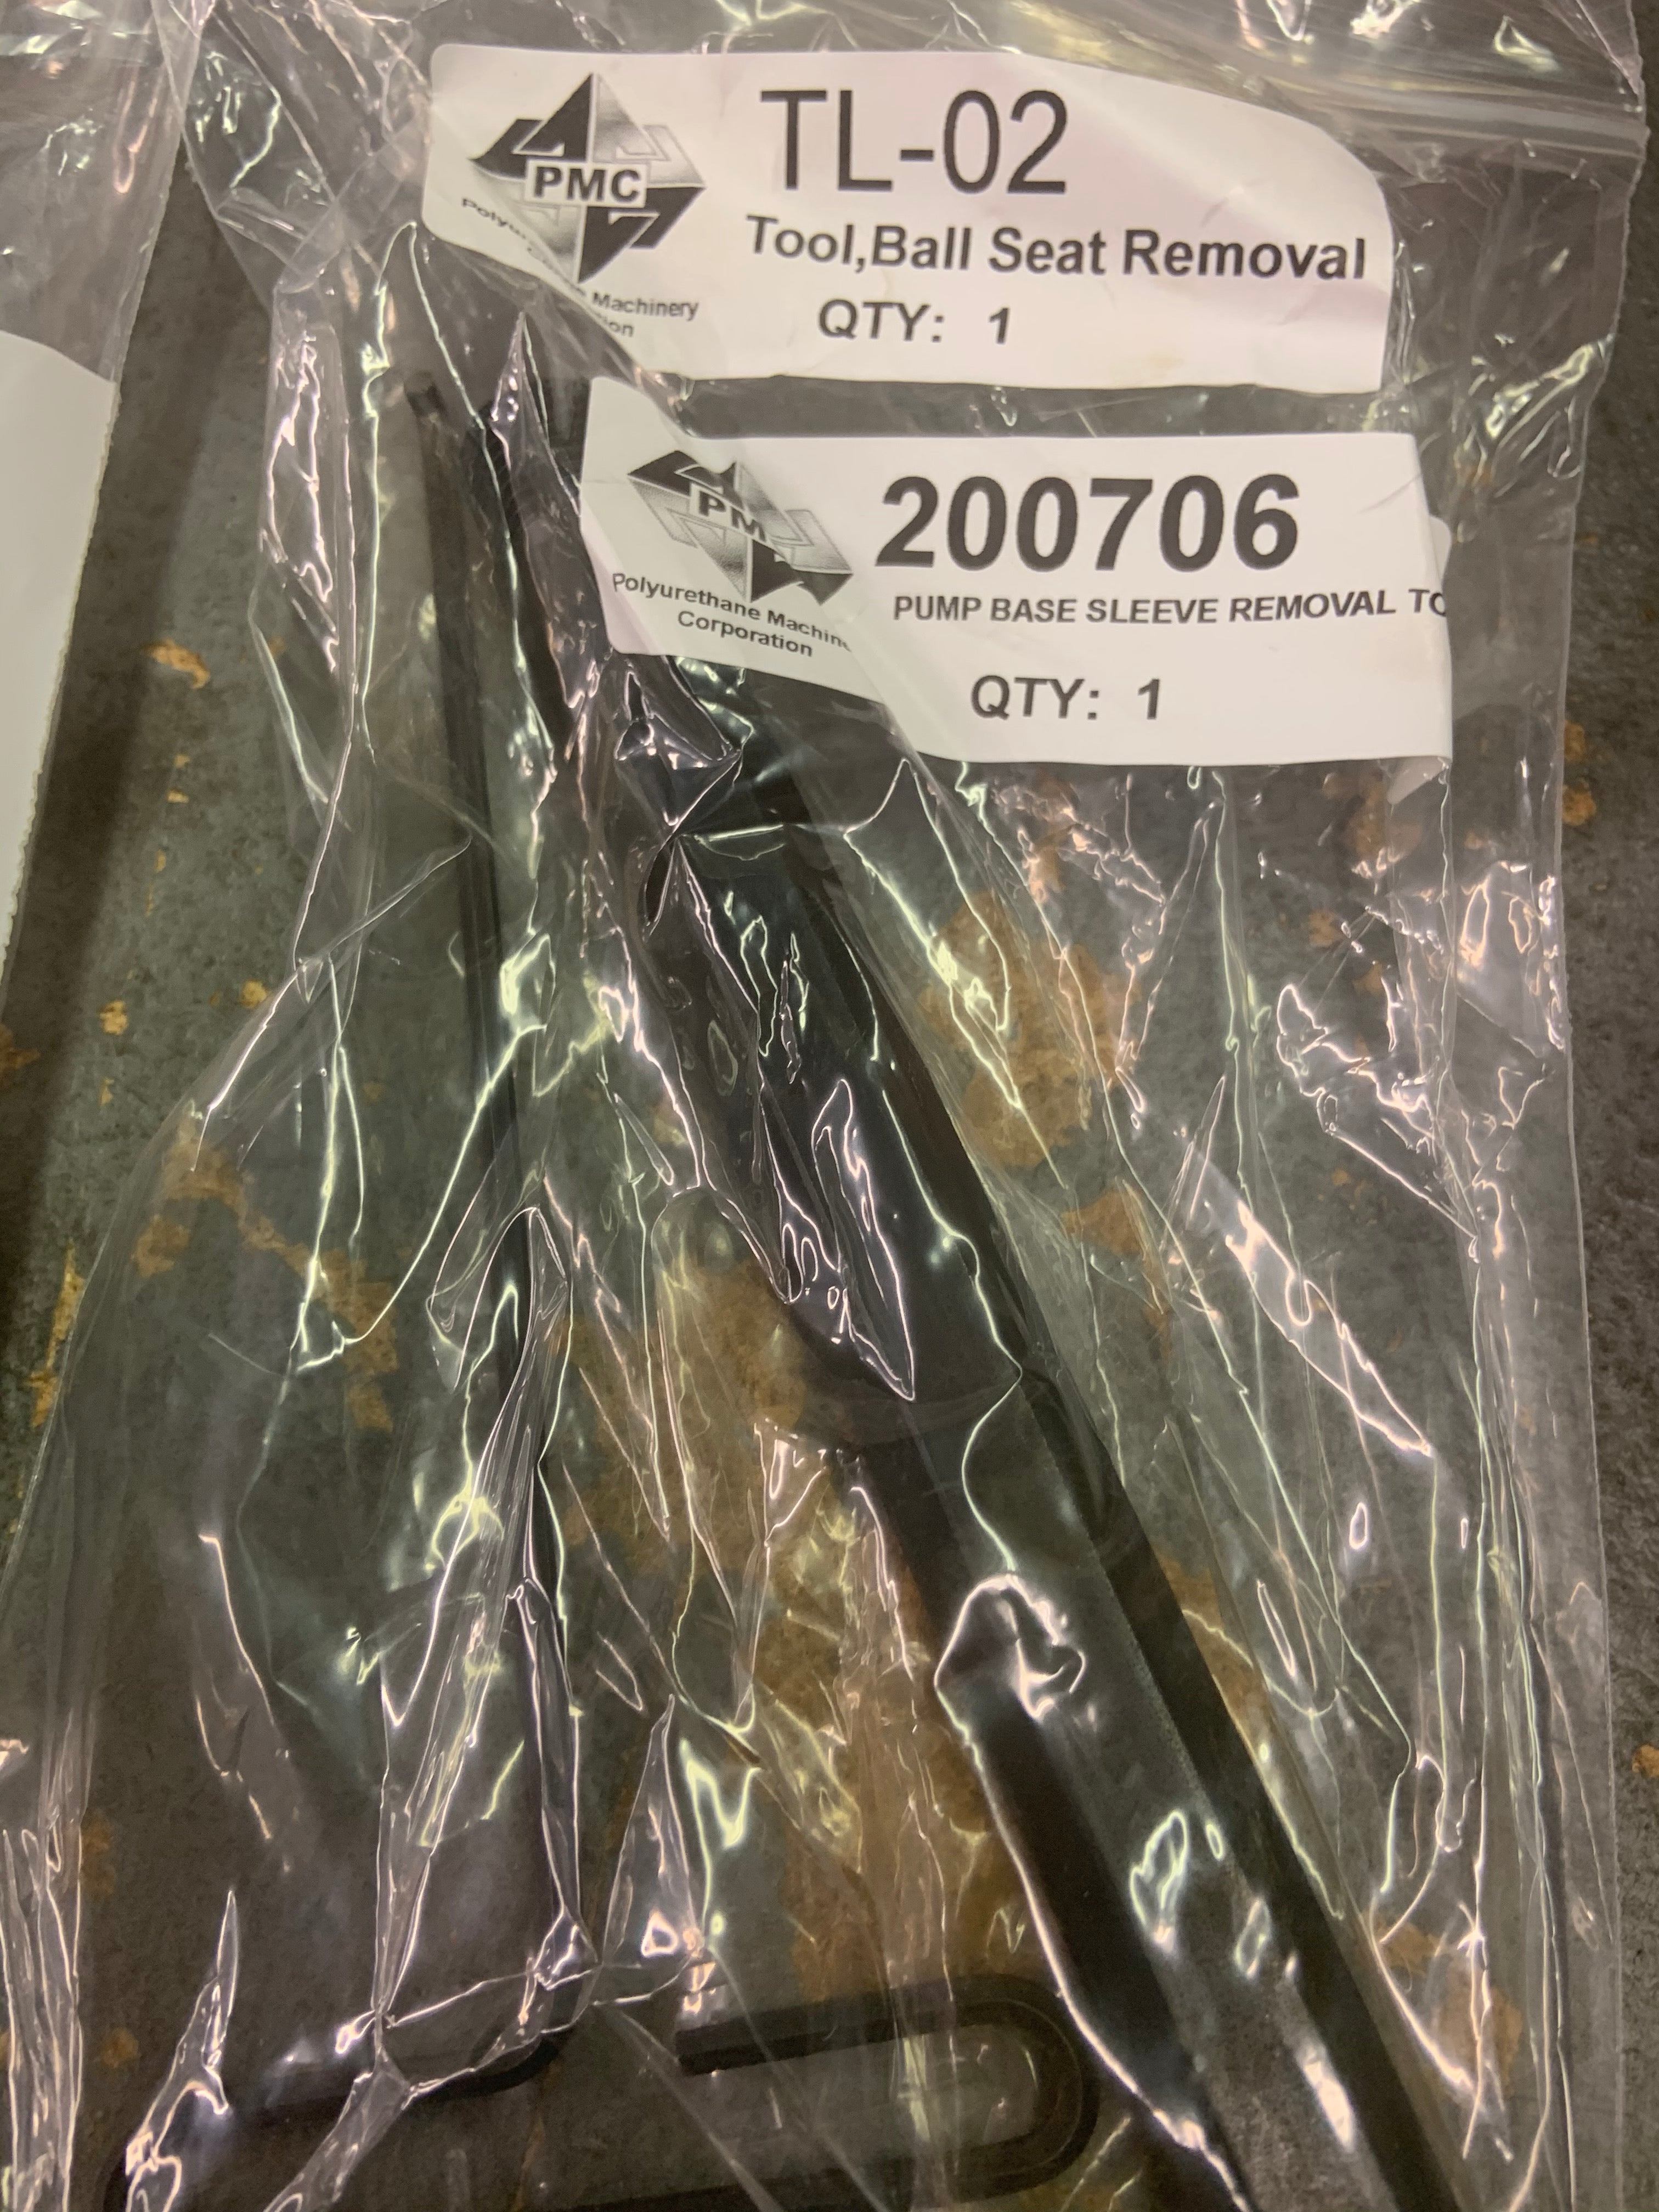 PMC
TL-02
Tool,Ball Seat Removal
Machinery
QTY: 1
200706
PUMP BASE SLEEVE REMOVAL
Polyurethane
Corporation
QTY: 1